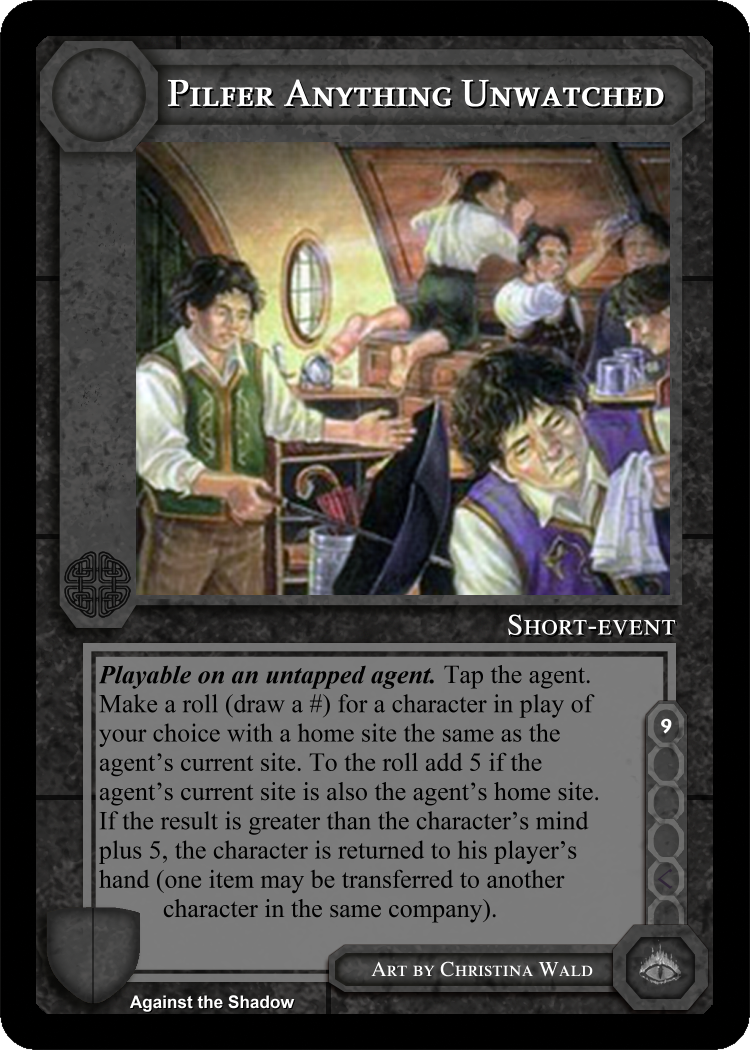 Pilfer Anything Unwatched
Short-event
Playable on an untapped agent. Tap the agent.
Make a roll (draw a #) for a character in play of
your choice with a home site the same as the
agent's current site. To the roll add 5 if the
agent's current site is also the agent's home site.
If the result is greater than the character's mind
plus 5, the character is returned to his player's
hand (one item may be transferred to another
character in the same company).
9
Art by Christina Wald
Against the Shadow